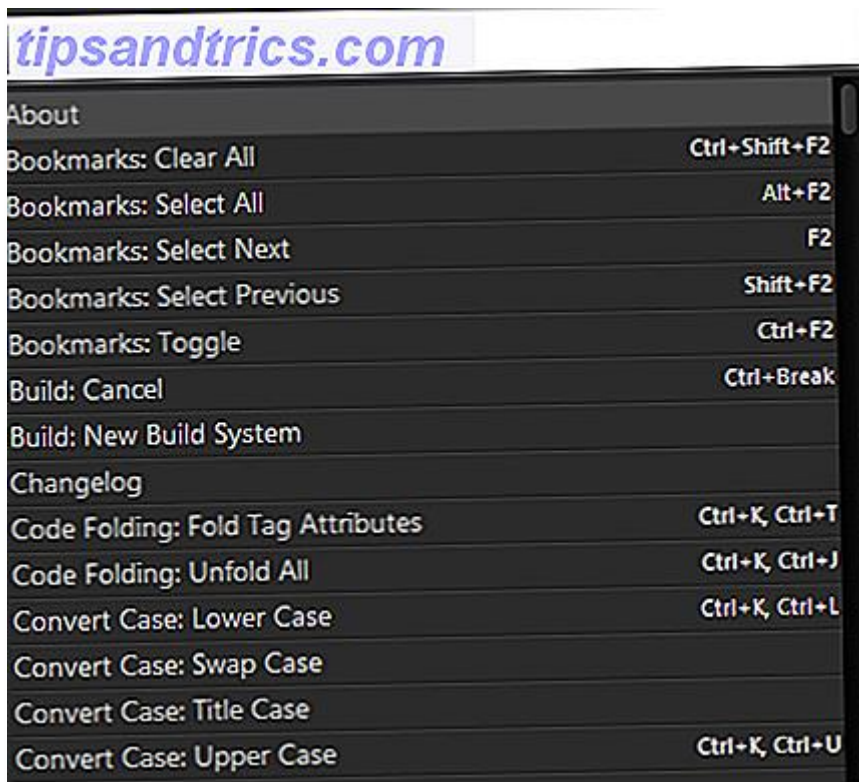 tipsandtrics.com
About
Bookmarks: Clear All Ctrl+Shift+F2
Bookmarks: Select All Alt+F2
Bookmarks: Select Next F2
Bookmarks: Select Previous Shift+F2
Bookmarks: Toggle Ctrl+F2
Build: Cancel Ctrl+Break
Build: New Build System
Changelog
Code Folding: Fold Tag Attributes Ctrl+K, Ctrl+T
Code Folding: Unfold All Ctrl+K, Ctrl+J
Convert Case: Lower Case Ctrl+K, Ctrl+L
Convert Case: Swap Case
Convert Case: Title Case
Convert Case: Upper Case Ctrl+K, Ctrl+U